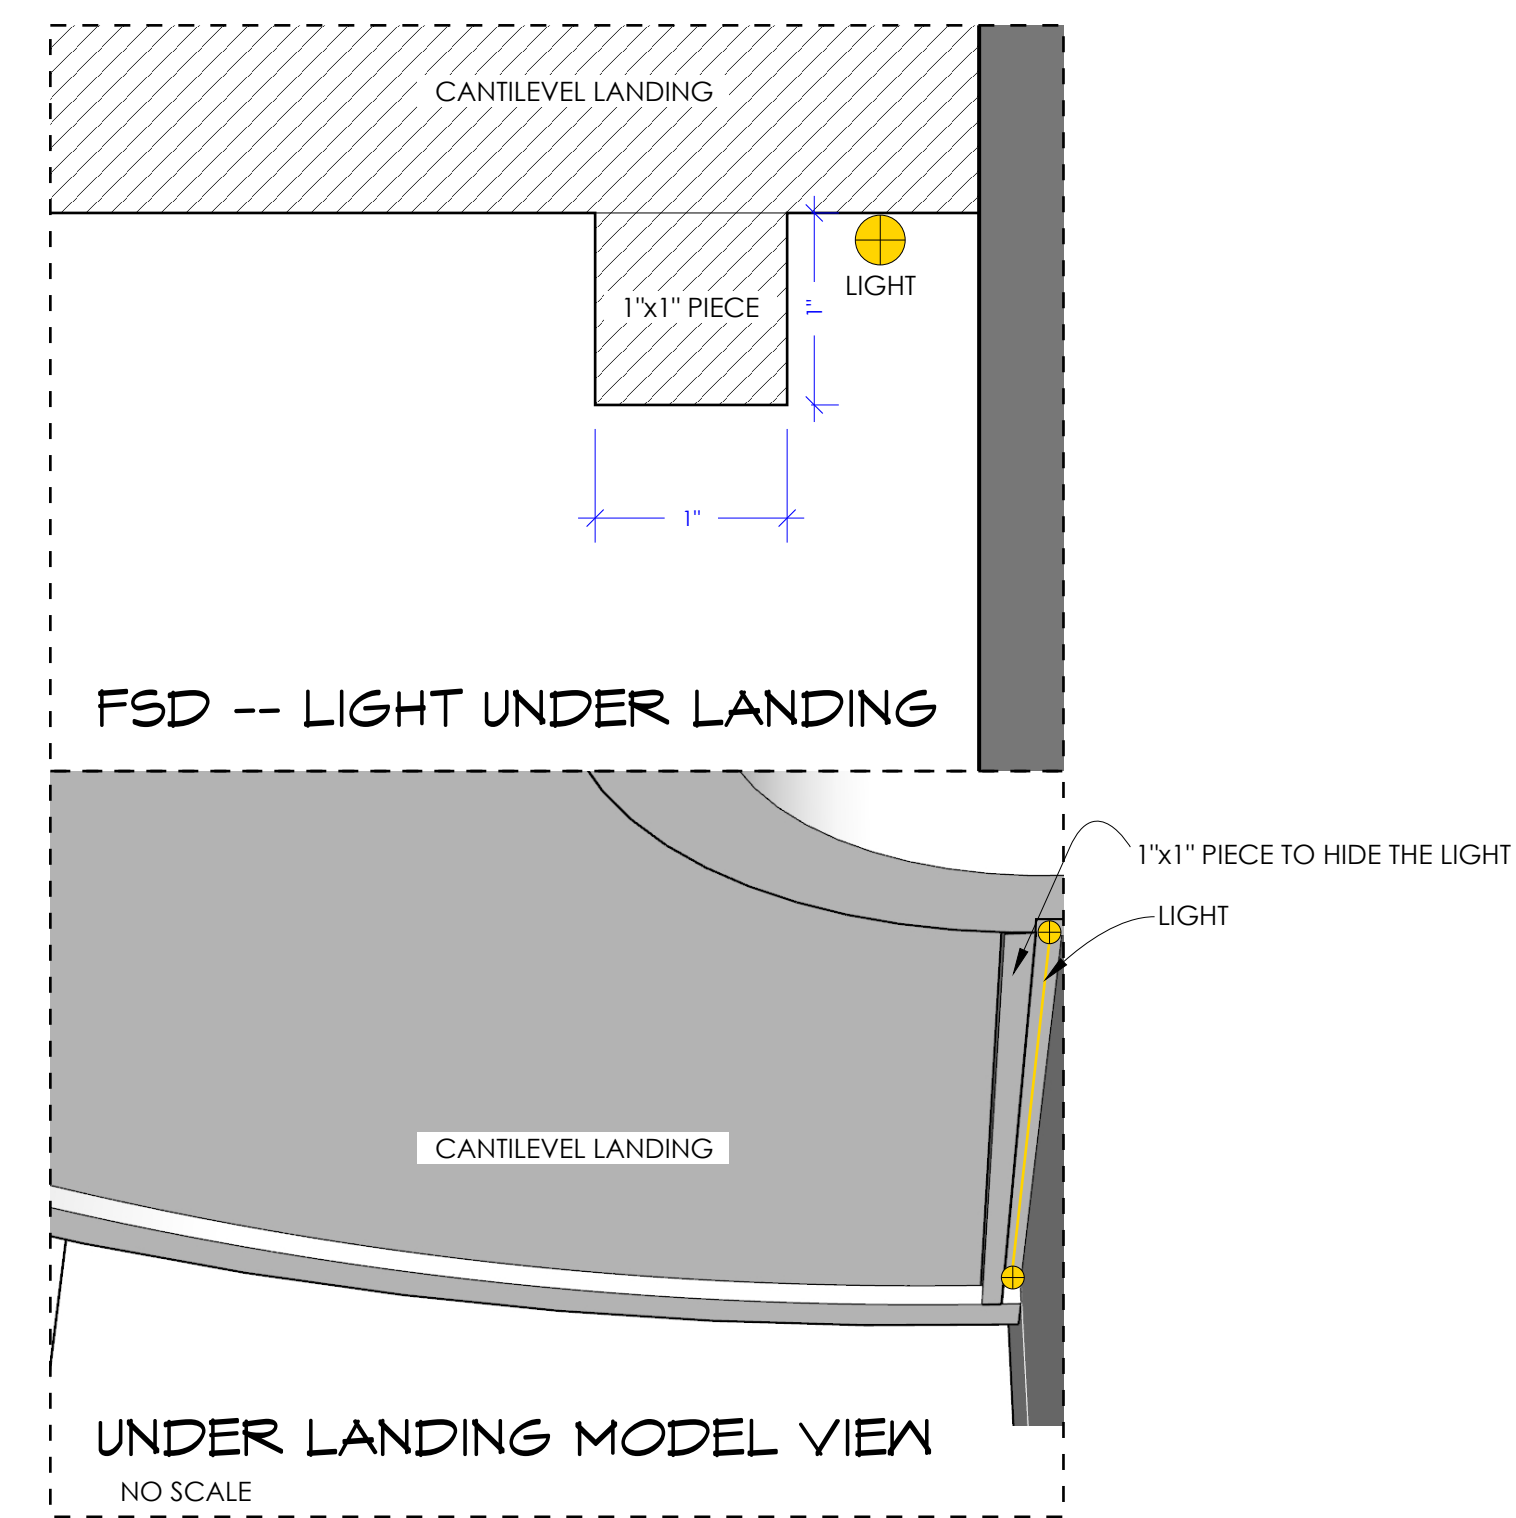 CANTILEVEL LANDING
LIGHT
1"x1" PIECE
1"
1"
FSD -- LIGHT UNDER LANDING
1"x1" PIECE TO HIDE THE LIGHT
LIGHT
CANTILEVEL LANDING
UNDER LANDING MODEL VIEW
NO SCALE